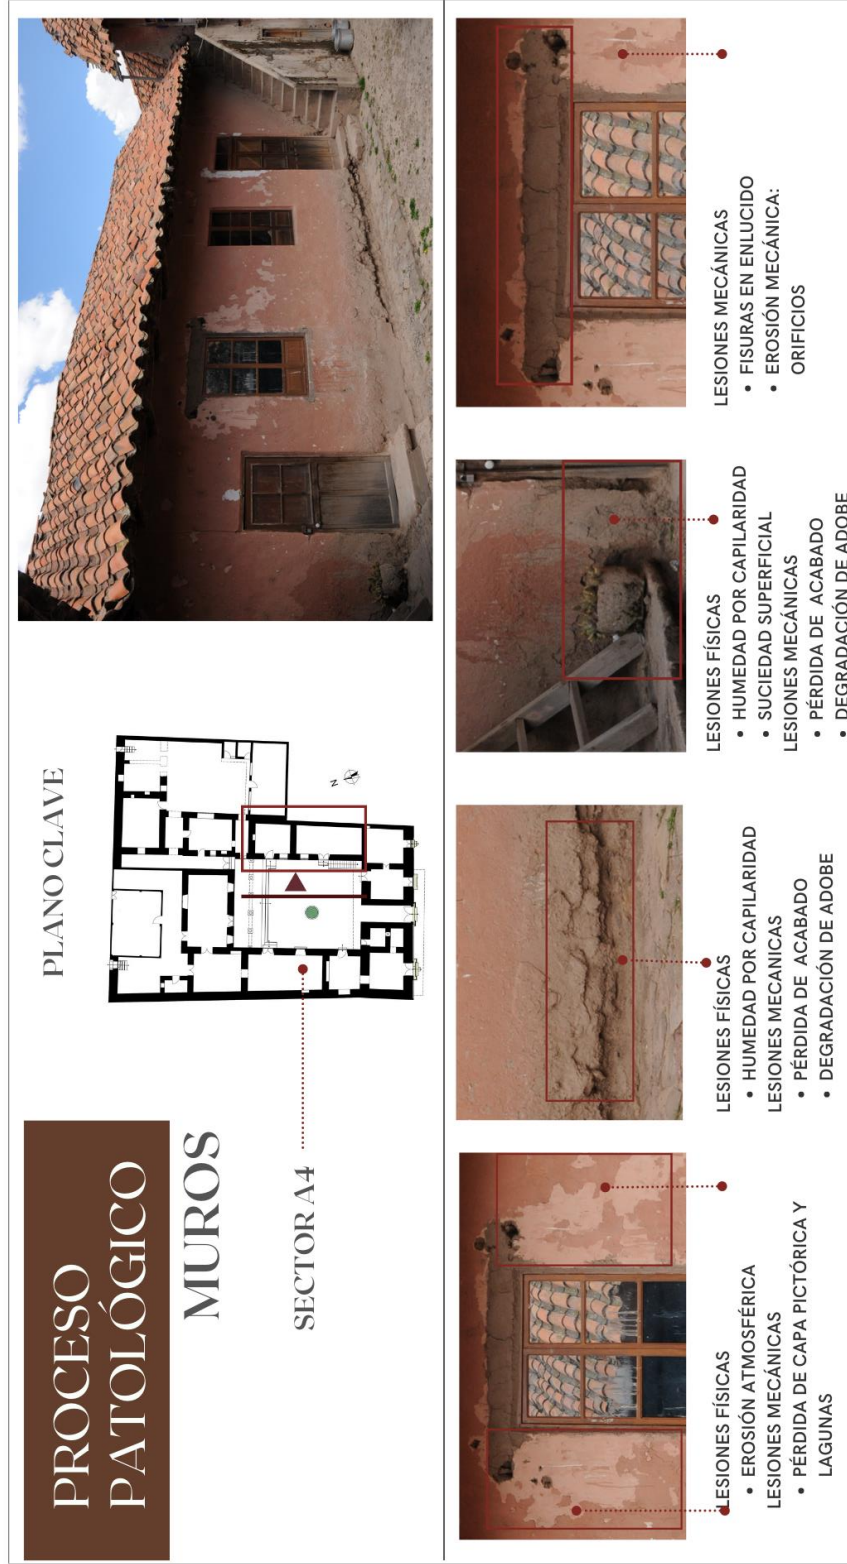 PROCESO
PATOLÓGICO
MUROS
SECTOR A4
PLANO CLAVE
N
LESIONES FÍSICAS
• EROSIÓN ATMOSFÉRICA
LESIONES MECÁNICAS
• PÉRDIDA DE CAPA PICTÓRICA Y
LAGUNAS
LESIONES FÍSICAS
• HUMEDAD POR CAPILARIDAD
LESIONES MECANICAS
• PÉRDIDA DE ACABADO
• DEGRADACIÓN DE ADOBE
LESIONES FÍSICAS
• HUMEDAD POR CAPILARIDAD
• SUCIEDAD SUPERFICIAL
LESIONES MECÁNICAS
• PÉRDIDA DE ACABADO
• DEGRADACIÓN DE ADOBE
LESIONES MECÁNICAS
• FISURAS EN ENLUCIDO
• EROSIÓN MECÁNICA:
ORIFICIOS